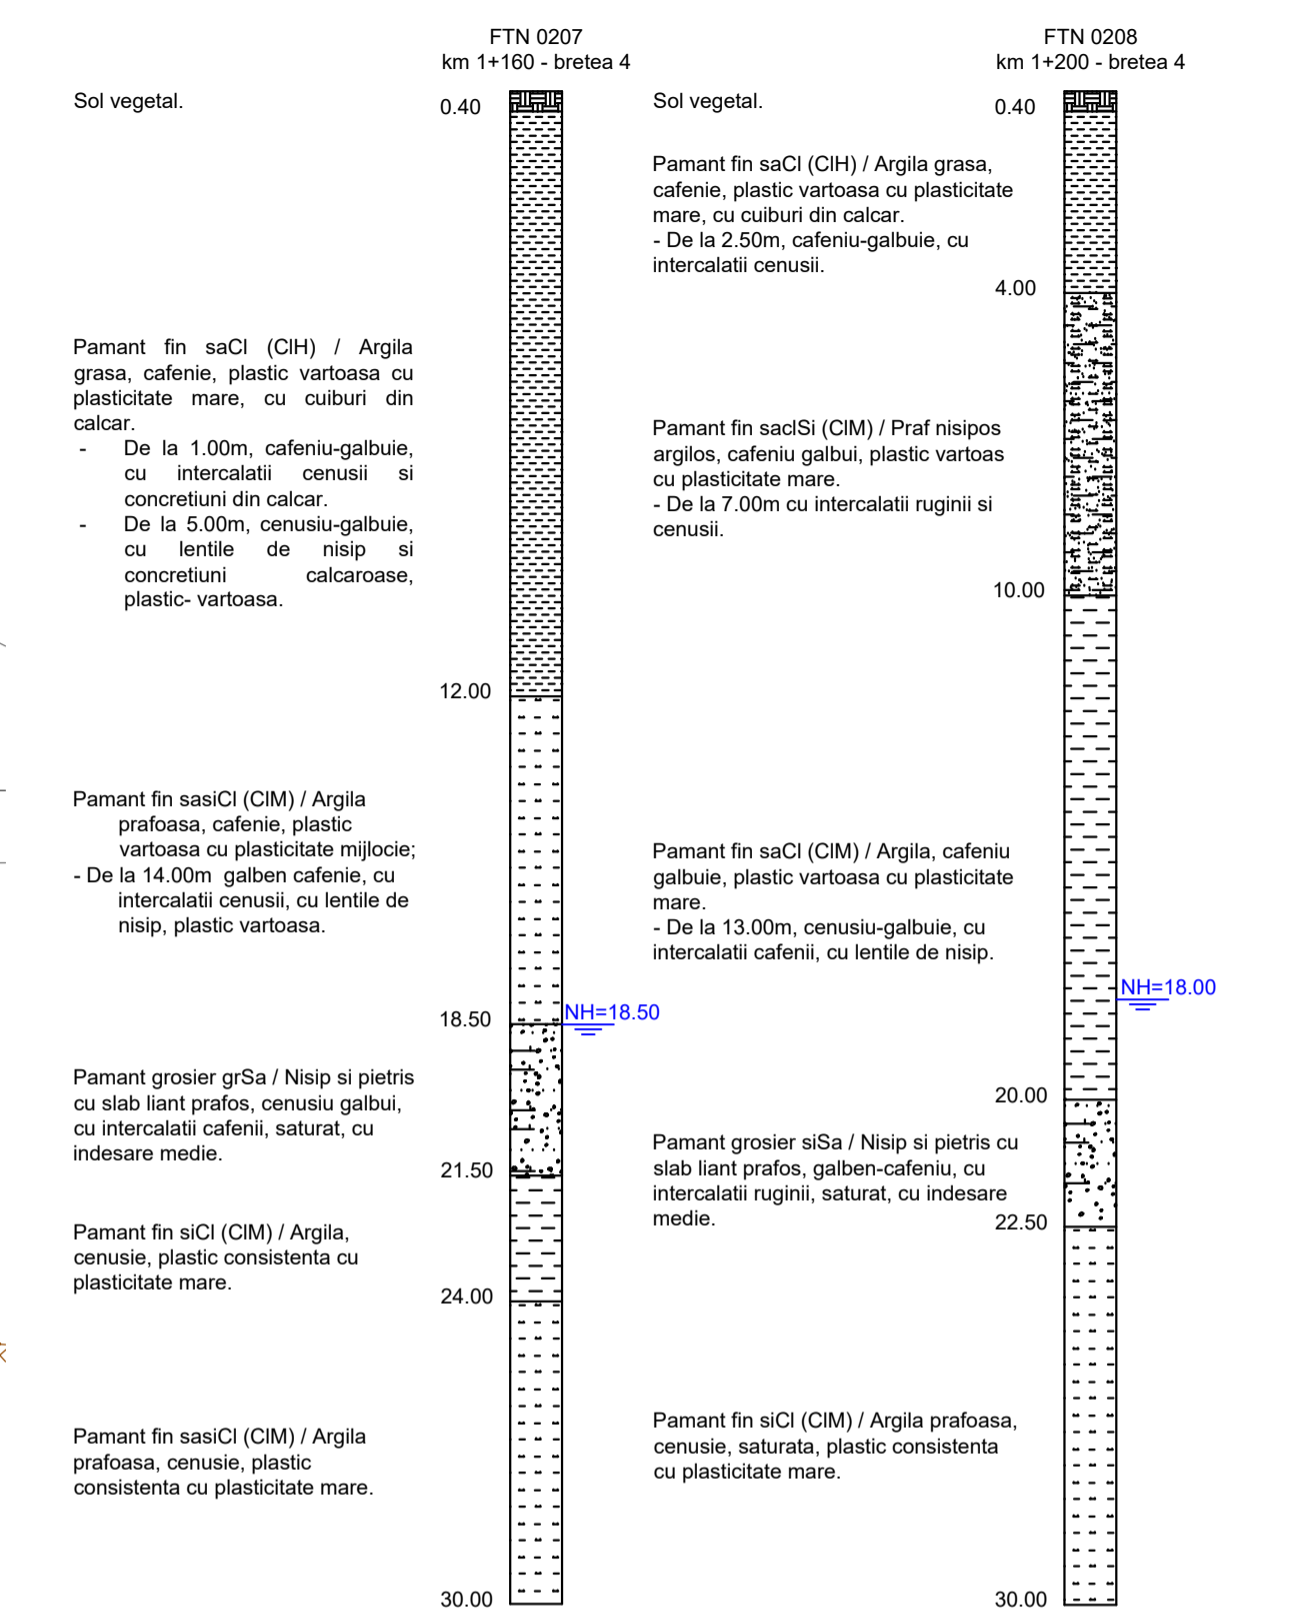 FTN 0207
km 1+160 - bretea 4
Sol vegetal.
0.40
Pamant fin saCl (ClH) / Argila
grasa, cafenie, plastic vartoasa cu
plasticitate mare, cu cuiburi din
calcar.
- De la 1.00m, cafeniu-galbuie,
cu intercalatii cenusii si
concretiuni din calcar.
- De la 5.00m, cenusiu-galbuie,
cu lentile de nisip si
concretiuni calcaroase,
plastic- vartoasa.
12.00
Pamant fin sasiCl (ClM) / Argila
prafoasa, cafenie, plastic
vartoasa cu plasticitate mijlocie;
- De la 14.00m galben cafenie, cu
intercalatii cenusii, cu lentile de
nisip, plastic vartoasa.
18.50
NH=18.50
Pamant grosier grSa / Nisip si pietris
cu slab liant prafos, cenusiu galbui,
cu intercalatii cafenii, saturat, cu
indesare medie.
21.50
Pamant fin siCl (ClM) / Argila,
cenusie, plastic consistenta cu
plasticitate mare.
24.00
Pamant fin sasiCl (ClM) / Argila
prafoasa, cenusie, plastic
consistenta cu plasticitate mare.
30.00
FTN 0208
km 1+200 - bretea 4
Sol vegetal.
0.40
Pamant fin saCl (ClH) / Argila grasa,
cafenie, plastic vartoasa cu plasticitate
mare, cu cuiburi din calcar.
- De la 2.50m, cafeniu-galbuie, cu
intercalatii cenusii.
4.00
Pamant fin saclSi (ClM) / Praf nisipos
argilos, cafeniu galbui, plastic vartoas
cu plasticitate mare.
- De la 7.00m cu intercalatii ruginii si
cenusii.
10.00
Pamant fin saCl (ClM) / Argila, cafeniu
galbuie, plastic vartoasa cu plasticitate
mare.
- De la 13.00m, cenusiu-galbuie, cu
intercalatii cafenii, cu lentile de nisip.
NH=18.00
20.00
Pamant grosier siSa / Nisip si pietris cu
slab liant prafos, galben-cafeniu, cu
intercalatii ruginii, saturat, cu indesare
medie.
22.50
Pamant fin siCl (ClM) / Argila prafoasa,
cenusie, saturata, plastic consistenta
cu plasticitate mare.
30.00